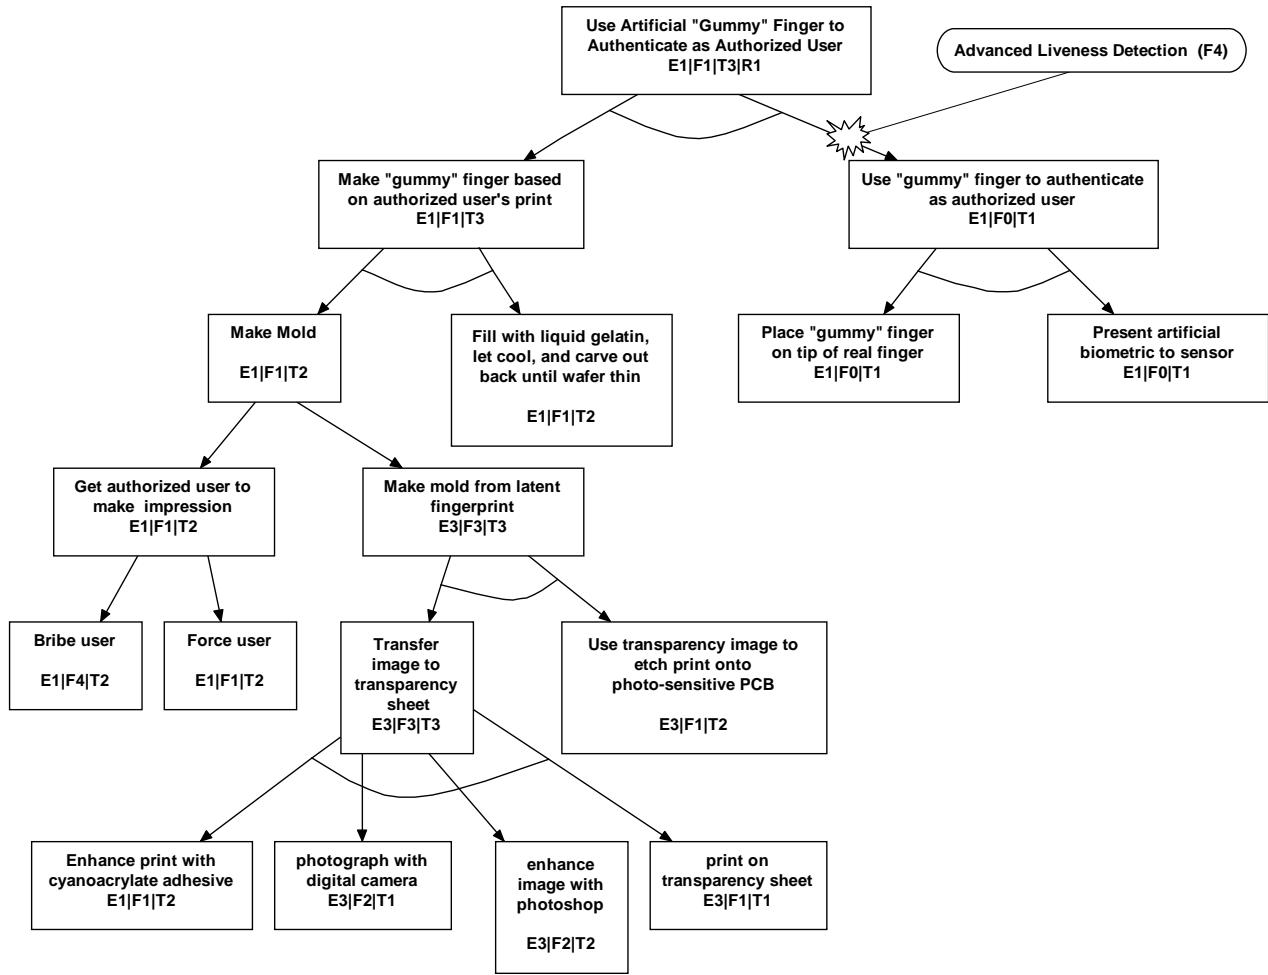 Use Artificial "Gummy" Finger to
Authenticate as Authorized User
E1|F1|T3|R1
Advanced Liveness Detection (F4)
Make "gummy" finger based
on authorized user's print
E1|F1|T3
Use "gummy" finger to authenticate
as authorized user
E1|F0|T1
Make Mold
E1|F1|T2
Fill with liquid gelatin,
let cool, and carve out
back until wafer thin
E1|F1|T2
Place "gummy" finger
on tip of real finger
E1|F0|T1
Present artificial
biometric to sensor
E1|F0|T1
Get authorized user to
make impression
E1|F1|T2
Make mold from latent
fingerprint
E3|F3|T3
Bribe user
E1|F4|T2
Force user
E1|F1|T2
Transfer
image to
transparency
sheet
E3|F3|T3
Use transparency image to
etch print onto
photo-sensitive PCB
E3|F1|T2
Enhance print with
cyanoacrylate adhesive
E1|F1|T2
photograph with
digital camera
E3|F2|T1
enhance
image with
photoshop
E3|F2|T2
print on
transparency sheet
E3|F1|T1